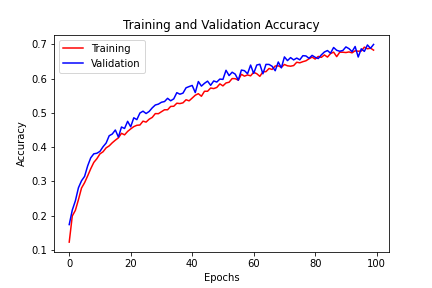 Training and Validation Accuracy
Training
Validation
Accuracy
0.7
0.6
0.5
0.4
0.3
0.2
0.1
0 20 40 60 80 100
Epochs